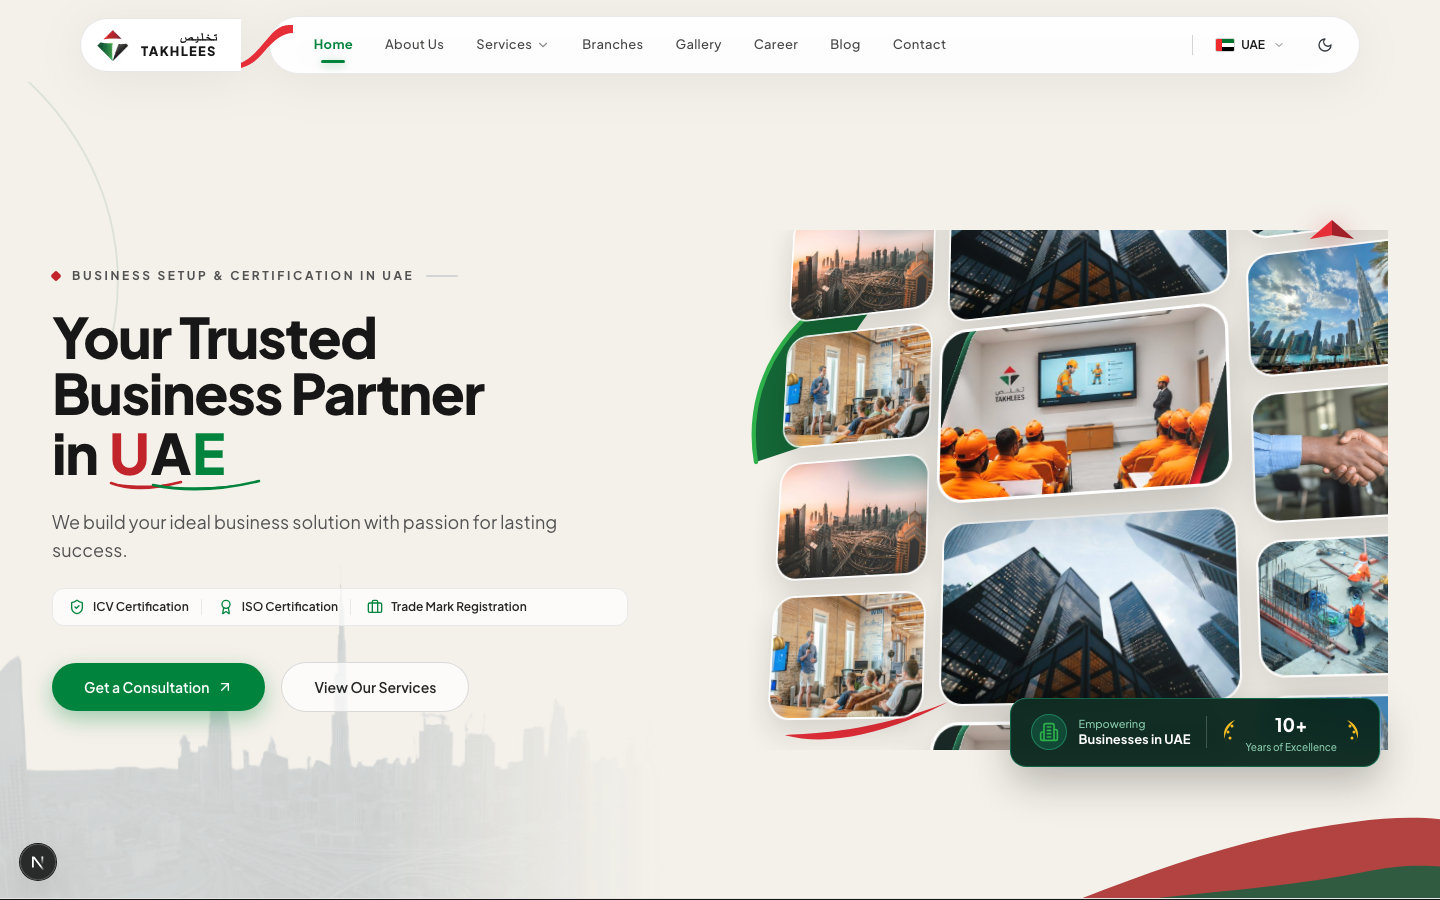 تخليص
TAKHLEES
Home
About Us
Services
Branches
Gallery
Career
Blog
Contact
UAE
BUSINESS SETUP & CERTIFICATION IN UAE
Your Trusted
Business Partner
in UAE
We build your ideal business solution with passion for lasting
success.
ICV Certification
ISO Certification
Trade Mark Registration
Get a Consultation
View Our Services
TAKHLEES
Empowering
Businesses in UAE
10+
Years of Excellence
N